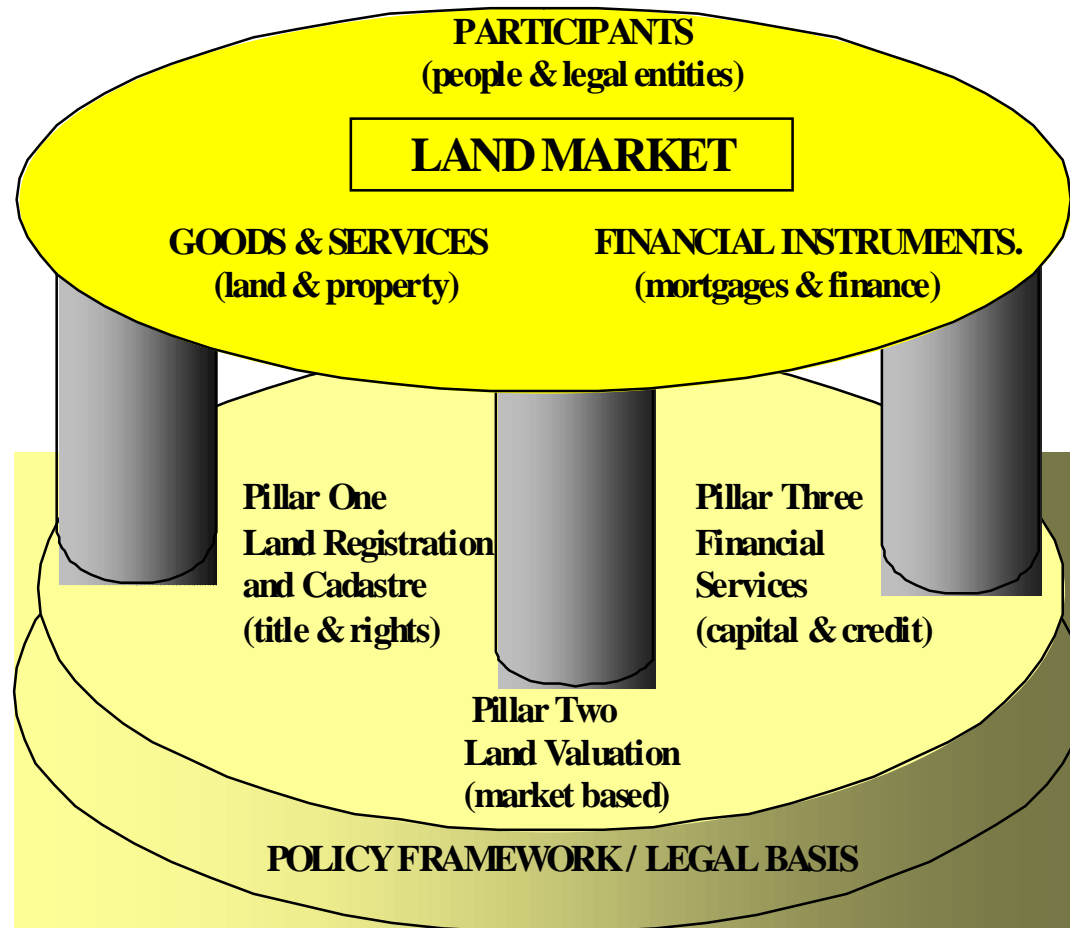 PARTICIPANTS
(people & legal entities)
LAND MARKET
GOODS & SERVICES
(land & property)
FINANCIAL INSTRUMENTS.
(mortgages & finance)
Pillar One
Land Registration
and Cadastre
(title & rights)
Pillar Three
Financial
Services
(capital & credit)
Pillar Two
Land Valuation
(market based)
POLICY FRAMEWORK / LEGAL BASIS